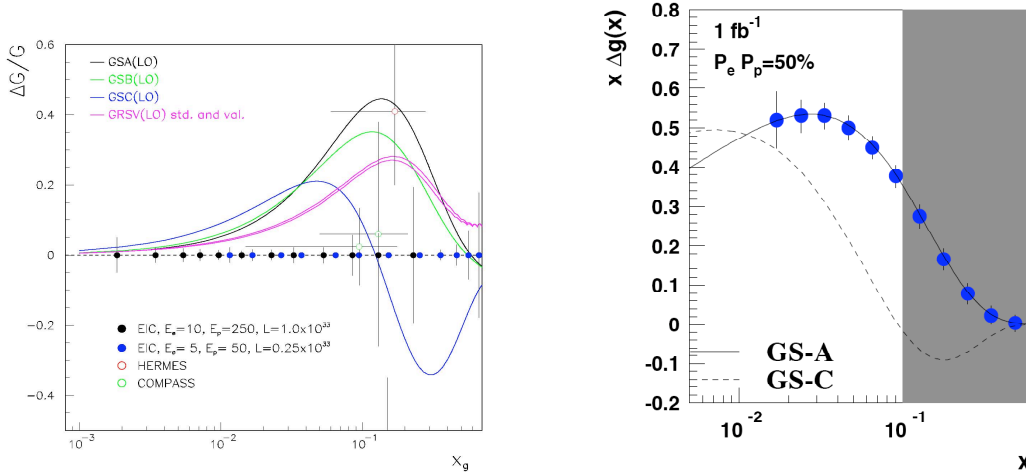 ΔG/G
0.6
0.4
0.2
0
-0.2
-0.4
GSA(LO)
GSB(LO)
GSC(LO)
GRSV(LO) std. and val.
EIC, Eₑ=10, Eₚ=250, L=1.0x10³³
EIC, Eₑ= 5, Eₚ= 50, L=0.25x10³³
HERMES
COMPASS
10⁻³
10⁻²
10⁻¹
X_g
x Δg(x)
0.8
0.7
0.6
0.5
0.4
0.3
0.2
0.1
0
-0.1
-0.2
1 fb⁻¹
Pₑ Pₚ=50%
GS-A
GS-C
10⁻²
10⁻¹
x